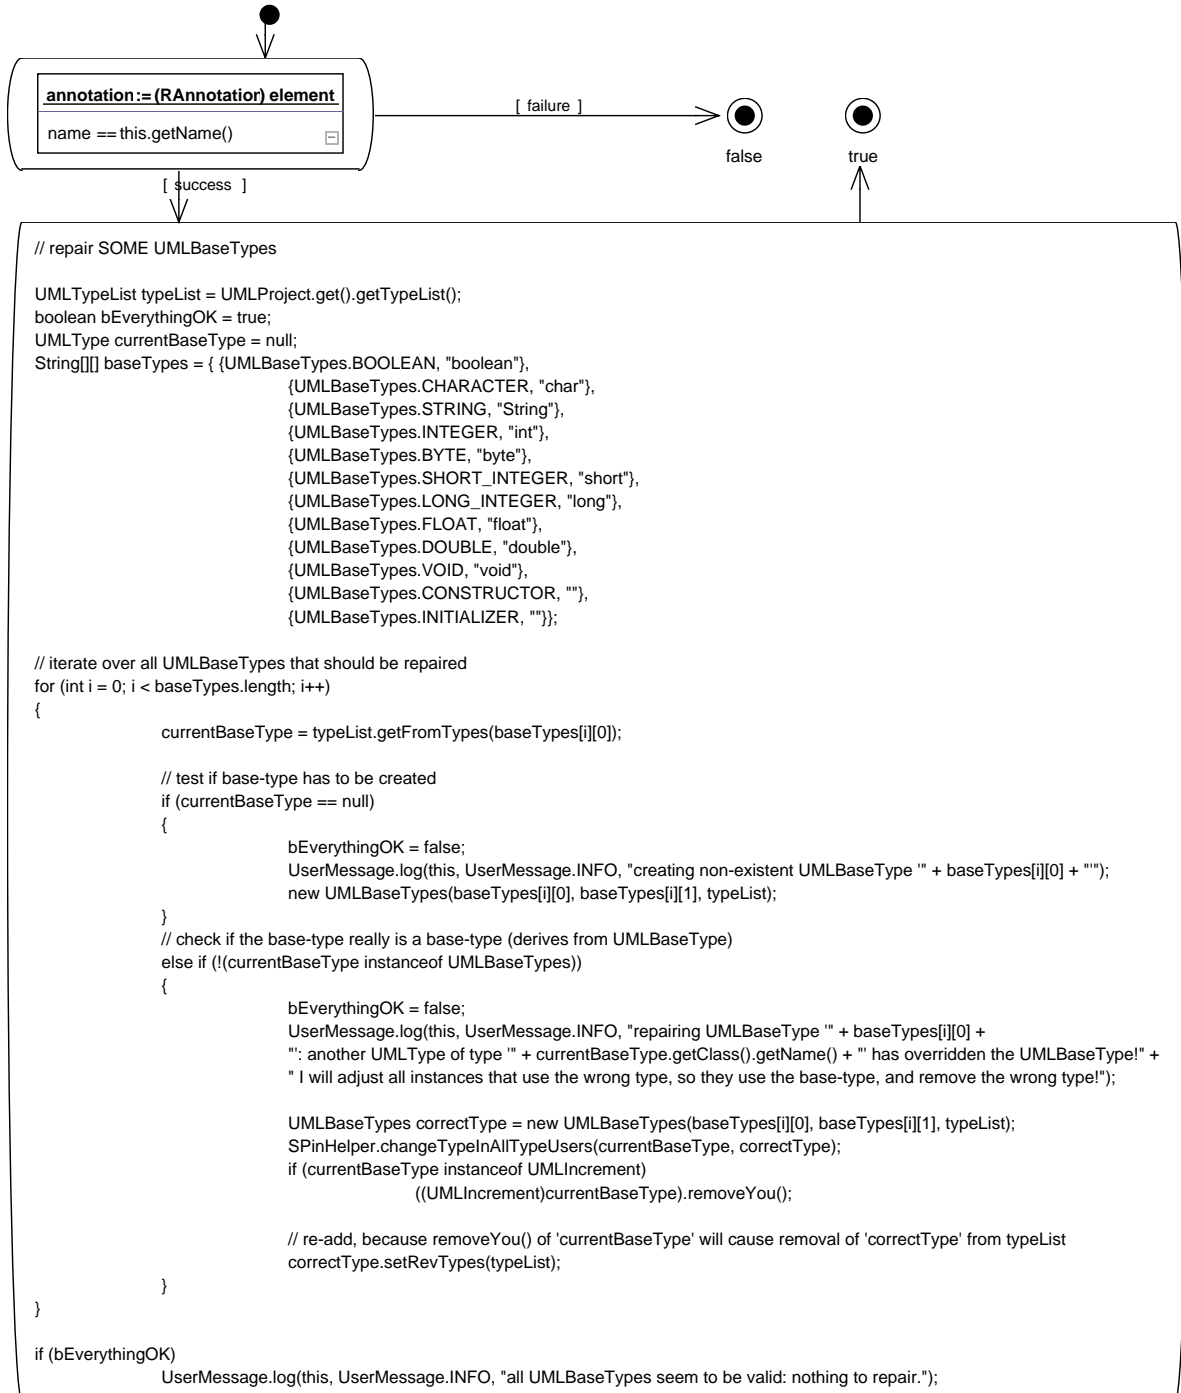 annotation:= (RAnnotation) element
name == this.getName()
[ failure ]
false
true
[ success ]
// repair SOME UMLBaseTypes
UMLTypeList typeList = UMLProject.get().getTypeList();
boolean bEverythingOK = true;
UMLType currentBaseType = null;
String[][] baseTypes = { {UMLBaseTypes.BOOLEAN, "boolean"},
{UMLBaseTypes.CHARACTER, "char"},
{UMLBaseTypes.STRING, "String"},
{UMLBaseTypes.INTEGER, "int"},
{UMLBaseTypes.BYTE, "byte"},
{UMLBaseTypes.SHORT_INTEGER, "short"},
{UMLBaseTypes.LONG_INTEGER, "long"},
{UMLBaseTypes.FLOAT, "float"},
{UMLBaseTypes.DOUBLE, "double"},
{UMLBaseTypes.VOID, "void"},
{UMLBaseTypes.CONSTRUCTOR, ""},
{UMLBaseTypes.INITIALIZER, ""}};
// iterate over all UMLBaseTypes that should be repaired
for (int i = 0; i < baseTypes.length; i++)
{
currentBaseType = typeList.getFromTypes(baseTypes[i][0]);
// test if base-type has to be created
if (currentBaseType == null)
{
bEverythingOK = false;
UserMessage.log(this, UserMessage.INFO, "creating non-existent UMLBaseType '" + baseTypes[i][0] + "'");
new UMLBaseTypes(baseTypes[i][0], baseTypes[i][1], typeList);
}
// check if the base-type really is a base-type (derives from UMLBaseType)
else if (!(currentBaseType instanceof UMLBaseTypes))
{
bEverythingOK = false;
UserMessage.log(this, UserMessage.INFO, "repairing UMLBaseType '" + baseTypes[i][0] +
"': another UMLType of type '" + currentBaseType.getClass().getName() + "' has overridden the UMLBaseType!" +
" I will adjust all instances that use the wrong type, so they use the base-type, and remove the wrong type!");
UMLBaseTypes correctType = new UMLBaseTypes(baseTypes[i][0], baseTypes[i][1], typeList);
SPinHelper.changeTypeInAllTypeUsers(currentBaseType, correctType);
if (currentBaseType instanceof UMLIncrement)
((UMLIncrement)currentBaseType).removeYou();
// re-add, because removeYou() of 'currentBaseType' will cause removal of 'correctType' from typeList
correctType.setRevTypes(typeList);
}
}
if (bEverythingOK)
UserMessage.log(this, UserMessage.INFO, "all UMLBaseTypes seem to be valid: nothing to repair.");